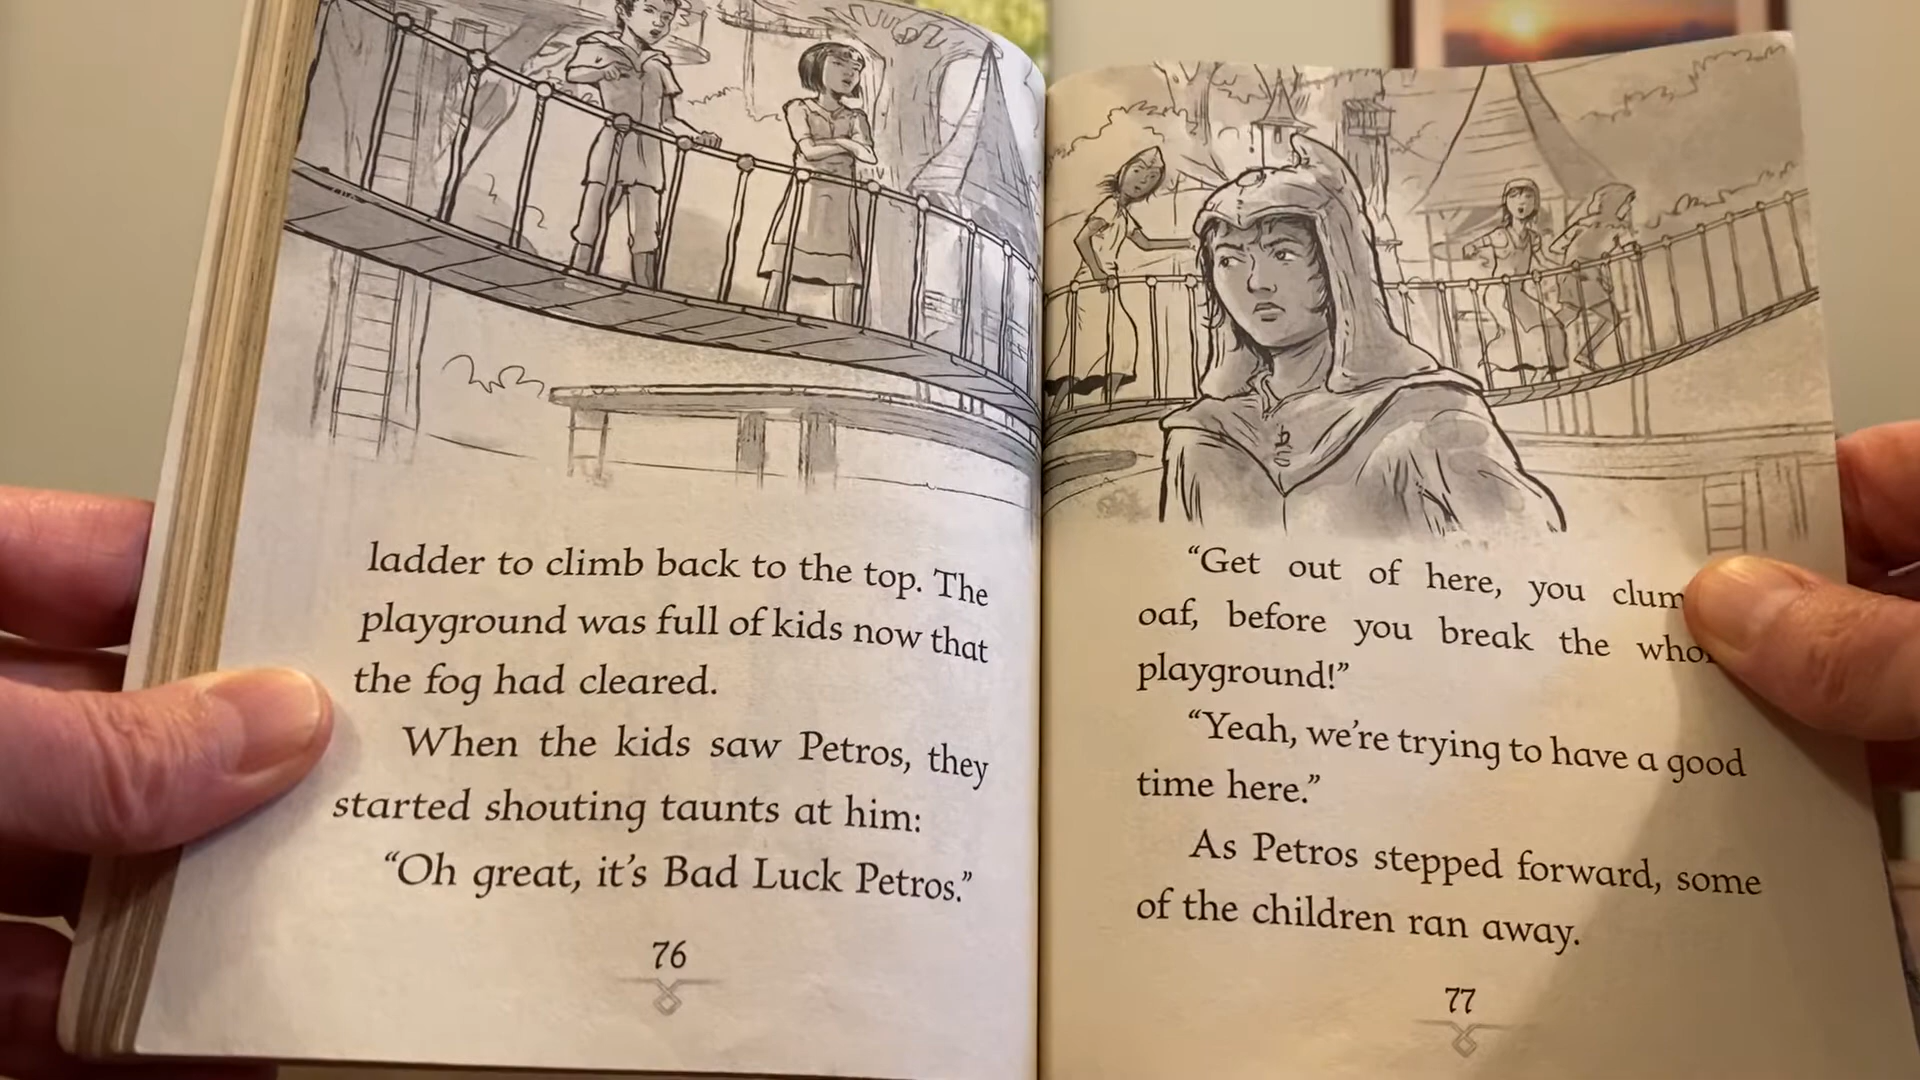 ladder to climb back to the top. The
playground was full of kids now that
the fog had cleared.
When the kids saw Petros, they
started shouting taunts at him:
“Oh great, it’s Bad Luck Petros.”
76
“Get out of here, you
oaf, before you break the
playground!”
“Yeah, we’re trying to have a good
time here.”
As Petros stepped forward, some
of the children ran away.
77